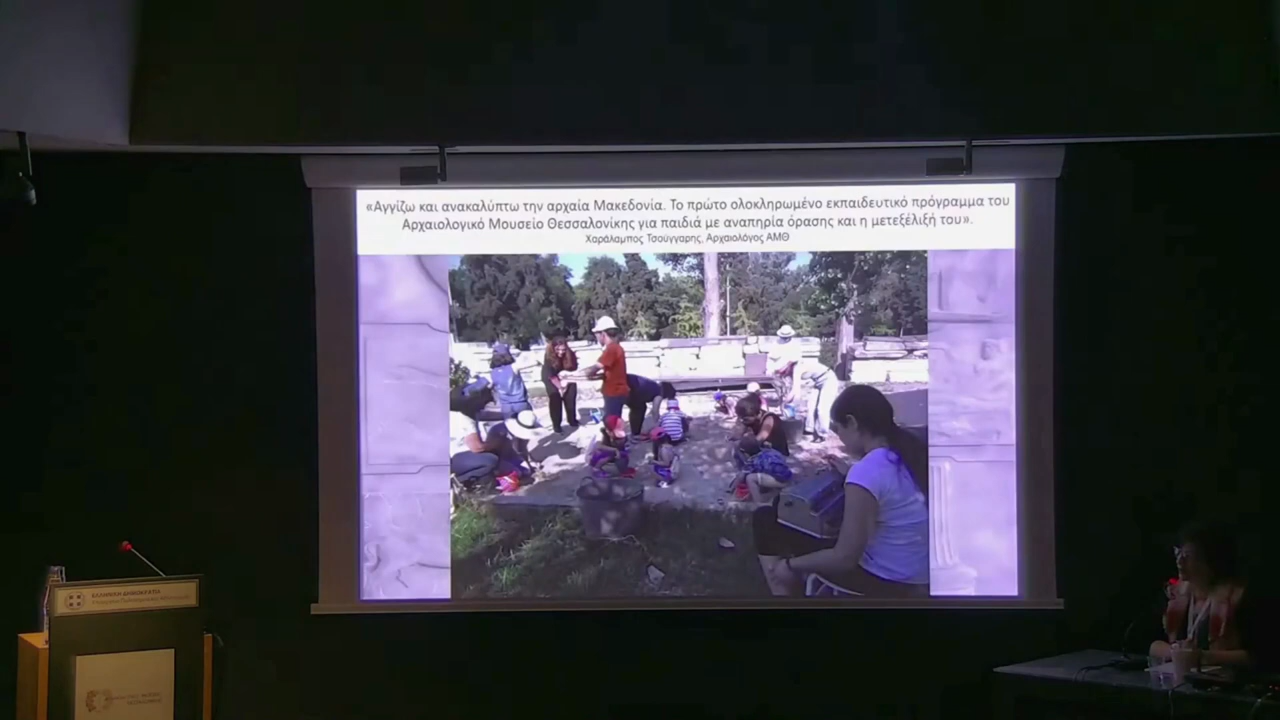 «Αγγίζω και ανακαλύπτω την αρχαία Μακεδονία. Το πρώτο ολοκληρωμένο εκπαιδευτικό πρόγραμμα του
Αρχαιολογικό Μουσείο Θεσσαλονίκης για παιδιά με αναπηρία όρασης και η μετεξέλιξή του».
Χαράλαμπος Τσούγγαρης, Αρχαιολόγος ΑΜΘ
ΕΛΛΗΝΙΚΗ ΔΗΜΟΚΡΑΤΙΑ